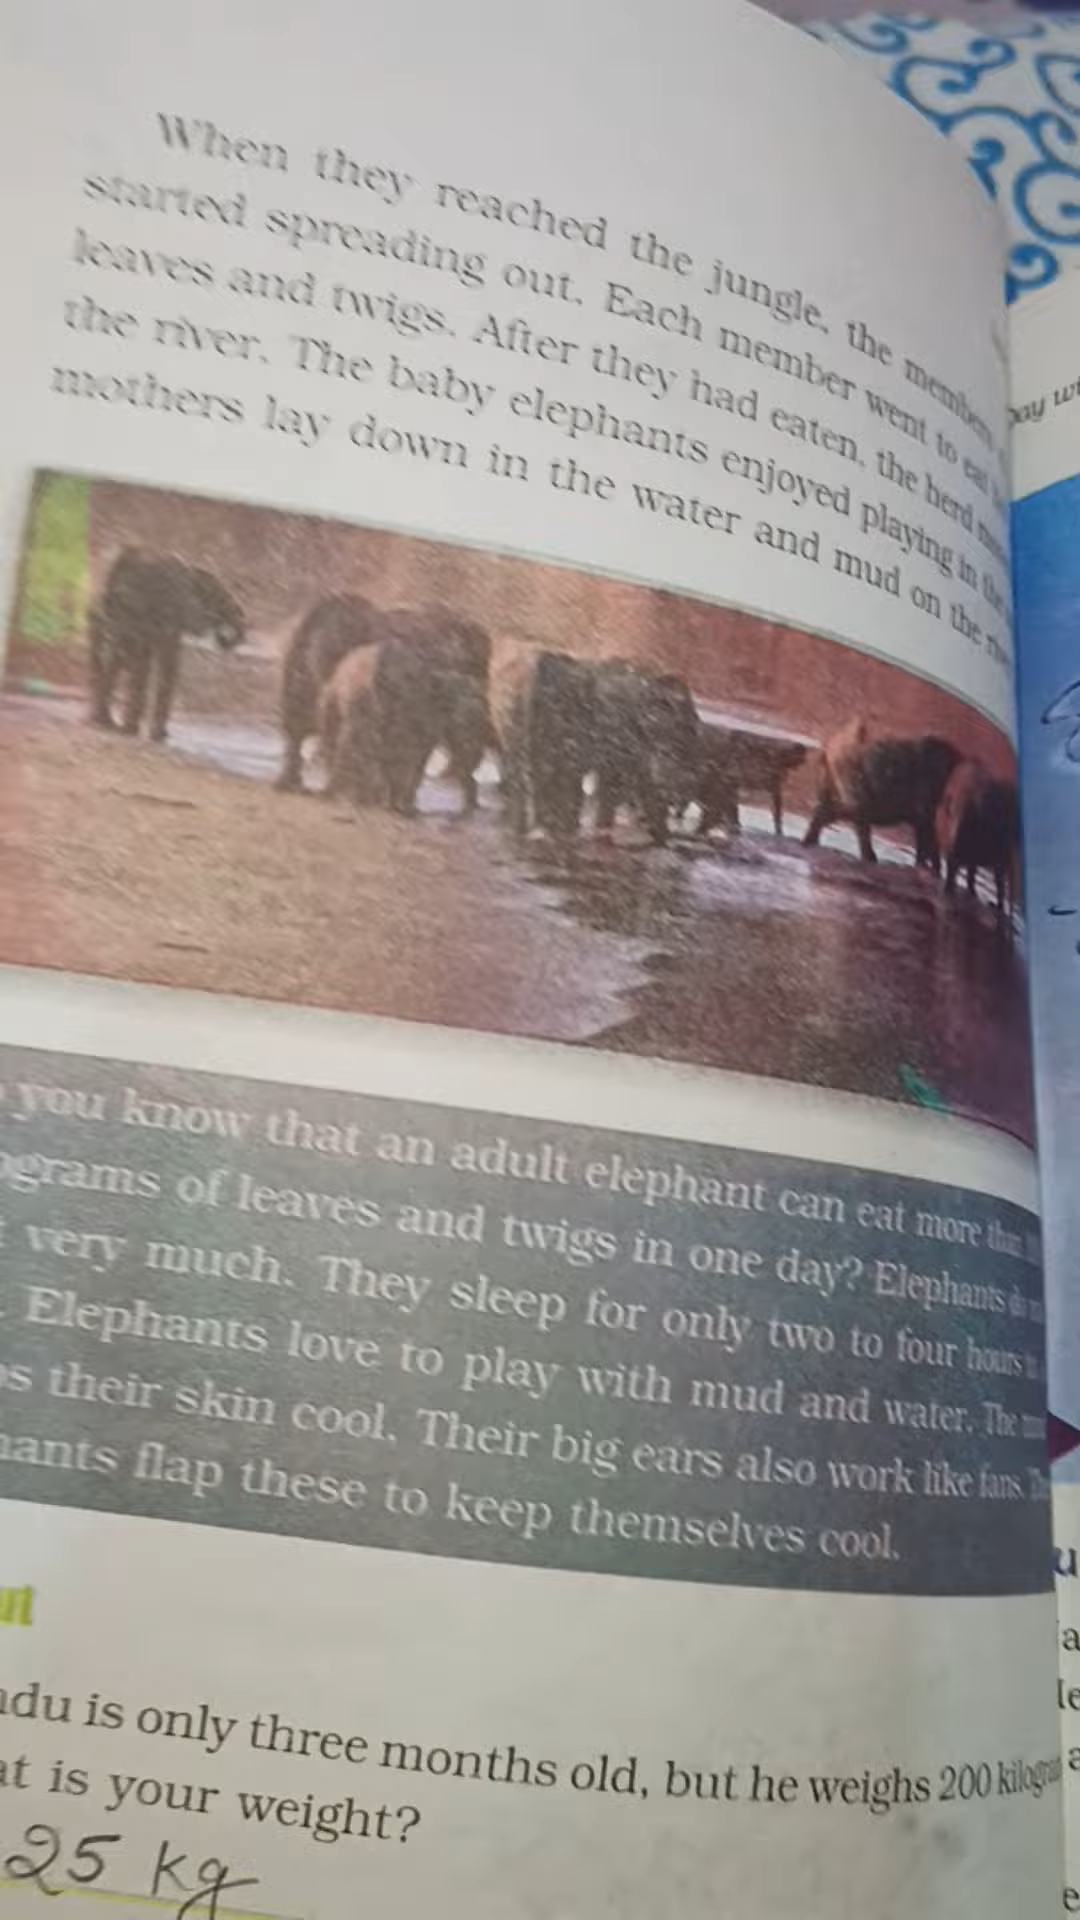 When they reached the jungle, the members
started spreading out. Each member went to eat
leaves and twigs. After they had eaten, the herd
the river. The baby elephants enjoyed playing in the
mothers lay down in the water and mud on the
you know that an adult elephant can eat more than
ograms of leaves and twigs in one day? Elephants
very much. They sleep for only two to four hours
. Elephants love to play with mud and water. The
s their skin cool. Their big ears also work like fans.
hants flap these to keep themselves cool.
ndu is only three months old, but he weighs 200 kilogra
at is your weight?
25 kg